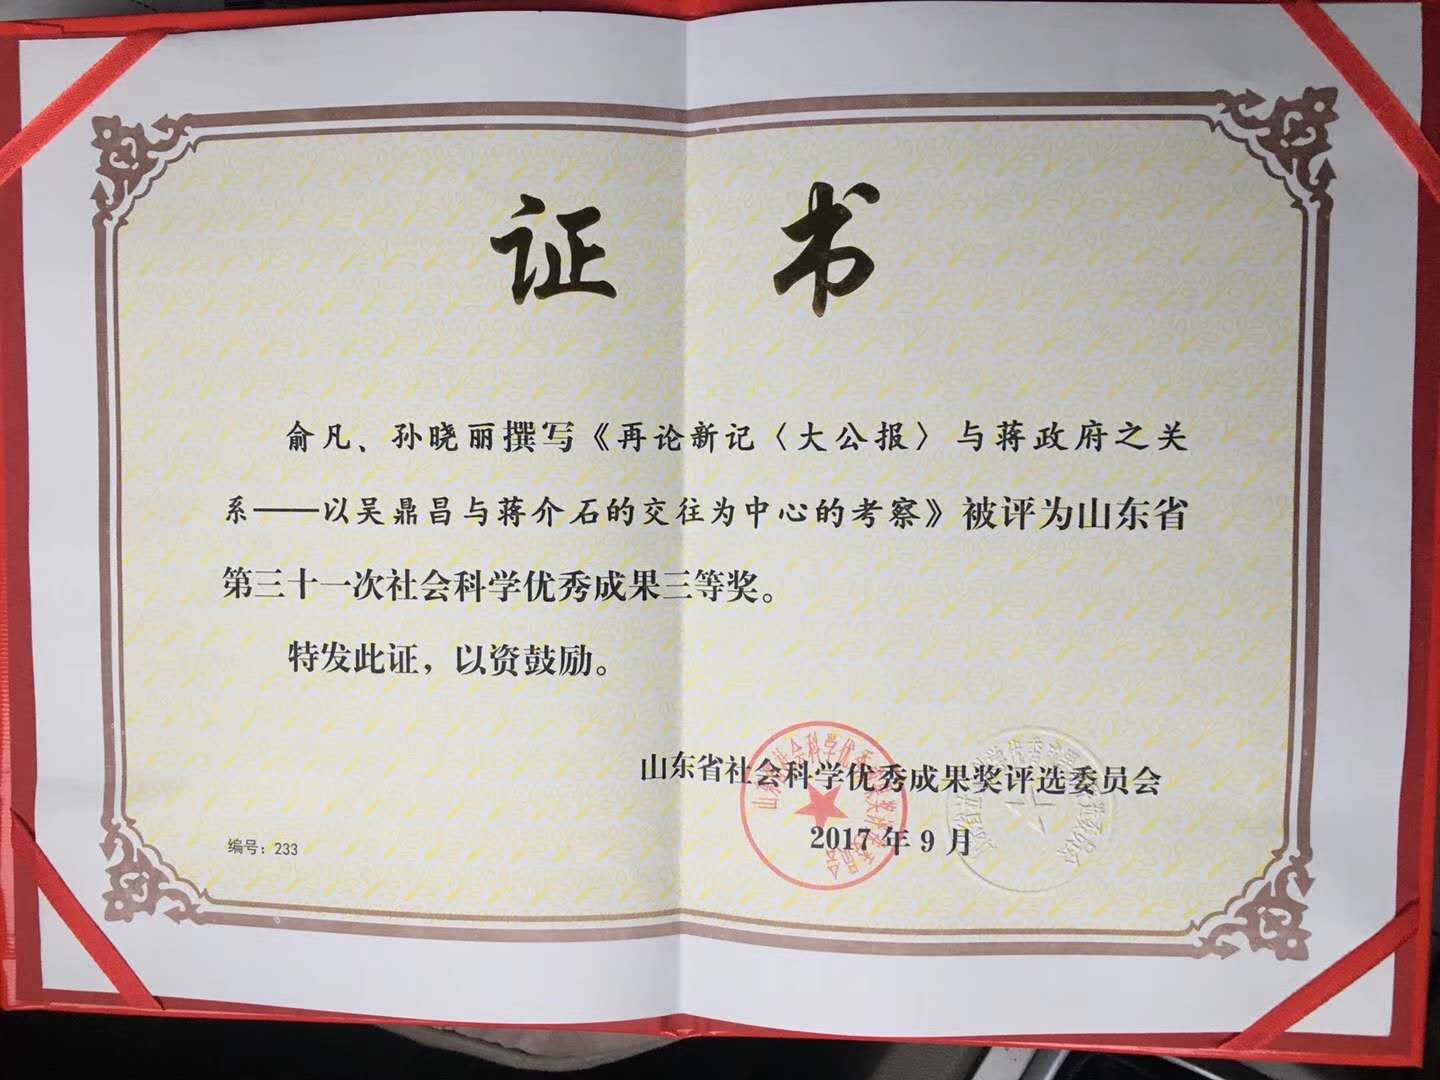 证 书
俞凡、孙晓丽撰写《再论新记〈大公报〉与蒋政府之关
系——以吴鼎昌与蒋介石的交往为中心的考察》被评为山东省
第三十一次社会科学优秀成果三等奖。
特发此证，以资鼓励。
山东省社会科学优秀成果奖评选委员会
2017年9月
编号：233